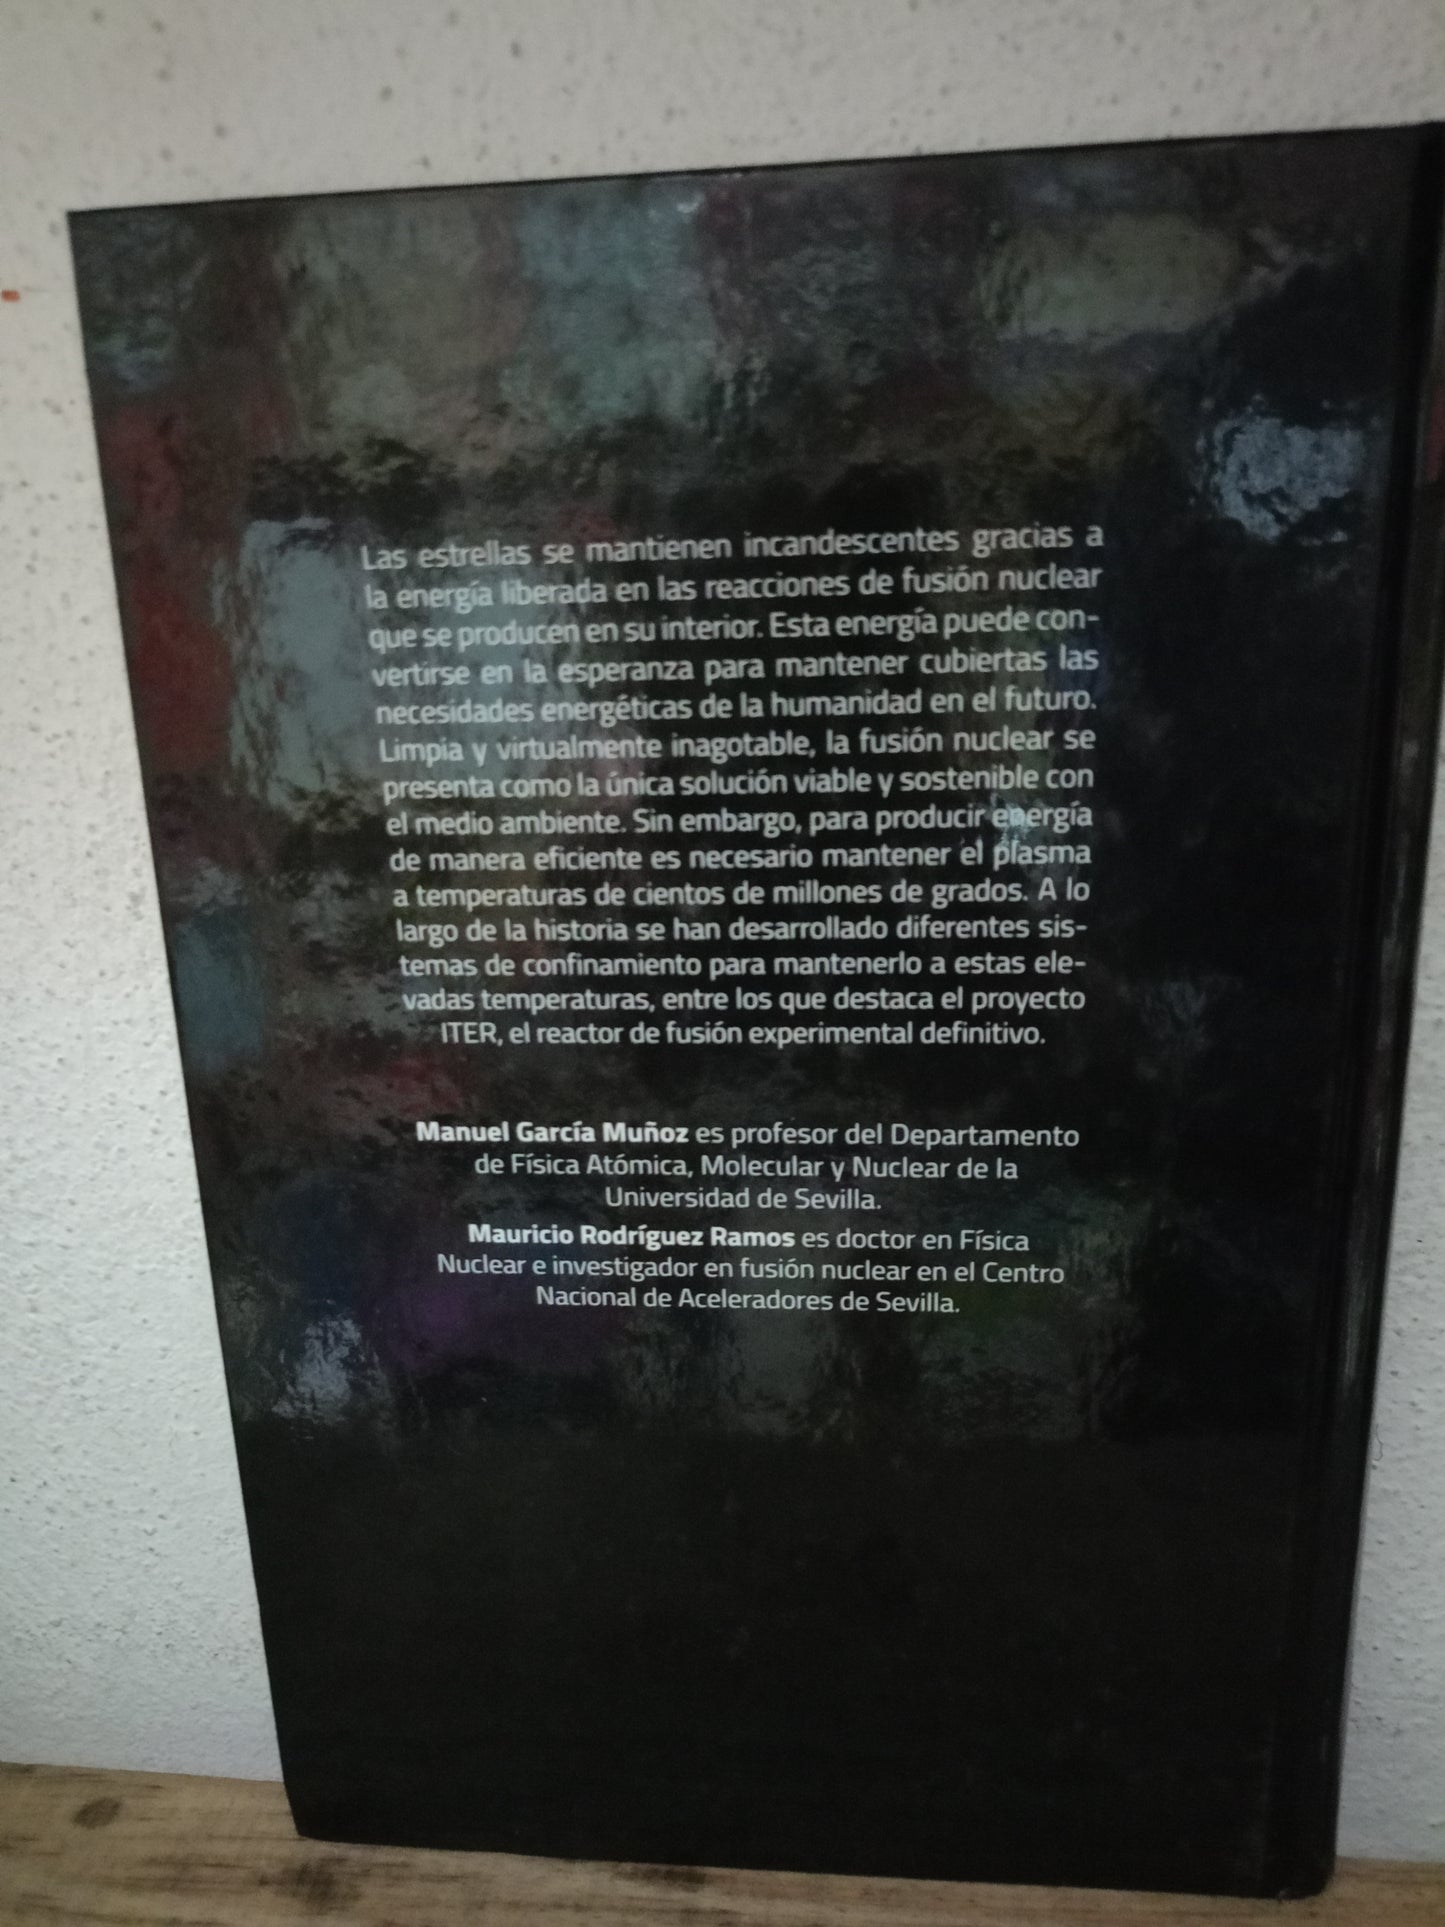 Las estrellas se mantienen incandescentes gracias a
la energía liberada en las reacciones de fusión nuclear
que se producen en su interior. Esta energía puede con-
vertirse en la esperanza para mantener cubiertas las
necesidades energéticas de la humanidad en el futuro.
Limpia y virtualmente inagotable, la fusión nuclear se
presenta como la única solución viable y sostenible con
el medio ambiente. Sin embargo, para producir energía
de manera eficiente es necesario mantener el plasma
a temperaturas de cientos de millones de grados. A lo
largo de la historia se han desarrollado diferentes sis-
temas de confinamiento para mantenerlo a estas ele-
vadas temperaturas, entre los que destaca el proyecto
ITER, el reactor de fusión experimental definitivo.
Manuel García Muñoz es profesor del Departamento
de Física Atómica, Molecular y Nuclear de la
Universidad de Sevilla.
Mauricio Rodríguez Ramos es doctor en Física
Nuclear e investigador en fusión nuclear en el Centro
Nacional de Aceleradores de Sevilla.